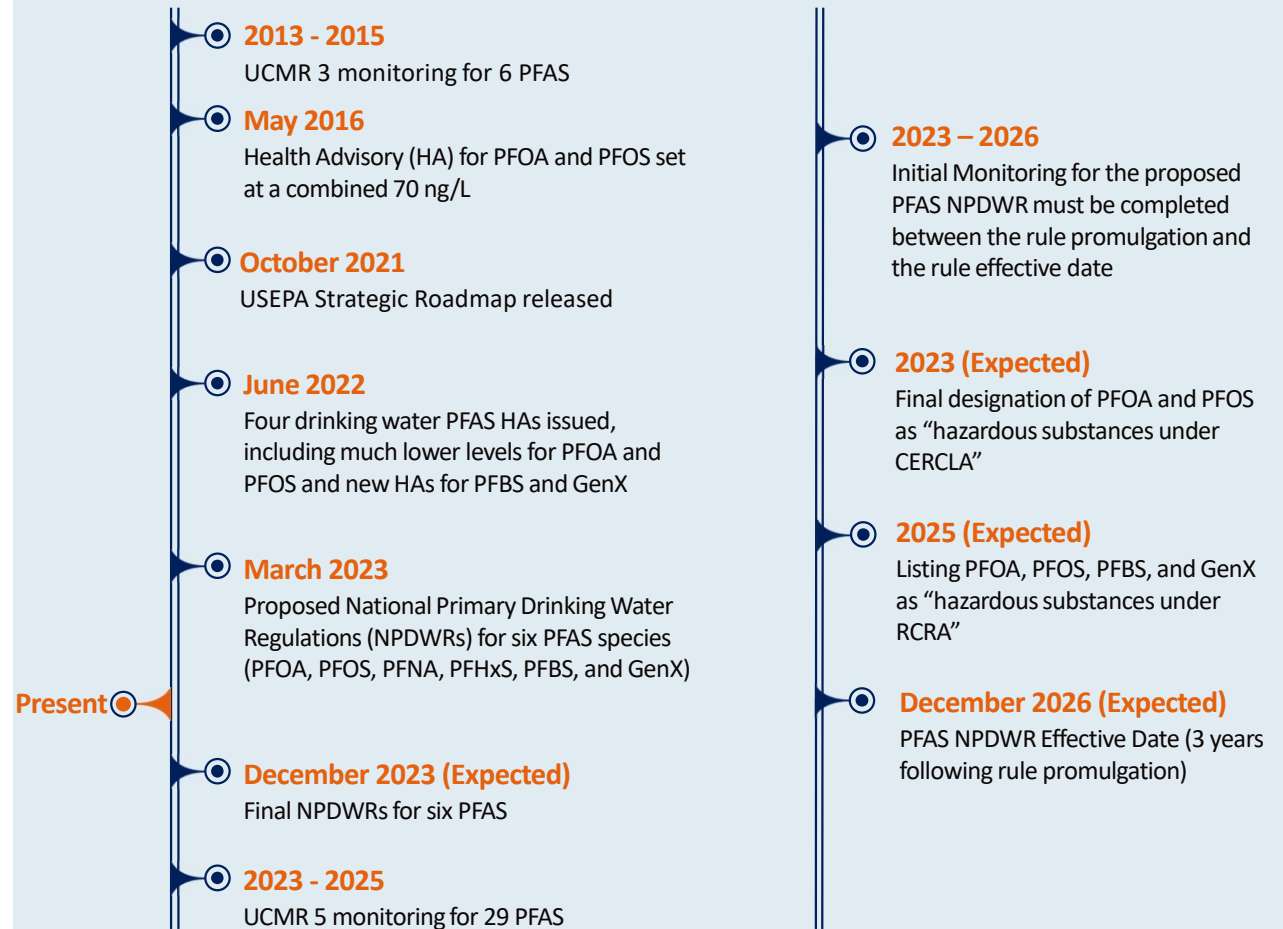 2013 - 2015
UCMR 3 monitoring for 6 PFAS
May 2016
Health Advisory (HA) for PFOA and PFOS set
at a combined 70 ng/L
October 2021
USEPA Strategic Roadmap released
June 2022
Four drinking water PFAS HAs issued,
including much lower levels for PFOA and
PFOS and new HAs for PFBS and GenX
March 2023
Proposed National Primary Drinking Water
Regulations (NPDWRs) for six PFAS species
(PFOA, PFOS, PFNA, PFHxS, PFBS, and GenX)
Present
December 2023 (Expected)
Final NPDWRs for six PFAS
2023 - 2025
UCMR 5 monitoring for 29 PFAS
2023 – 2026
Initial Monitoring for the proposed
PFAS NPDWR must be completed
between the rule promulgation and
the rule effective date
2023 (Expected)
Final designation of PFOA and PFOS
as “hazardous substances under
CERCLA”
2025 (Expected)
Listing PFOA, PFOS, PFBS, and GenX
as “hazardous substances under
RCRA”
December 2026 (Expected)
PFAS NPDWR Effective Date (3 years
following rule promulgation)